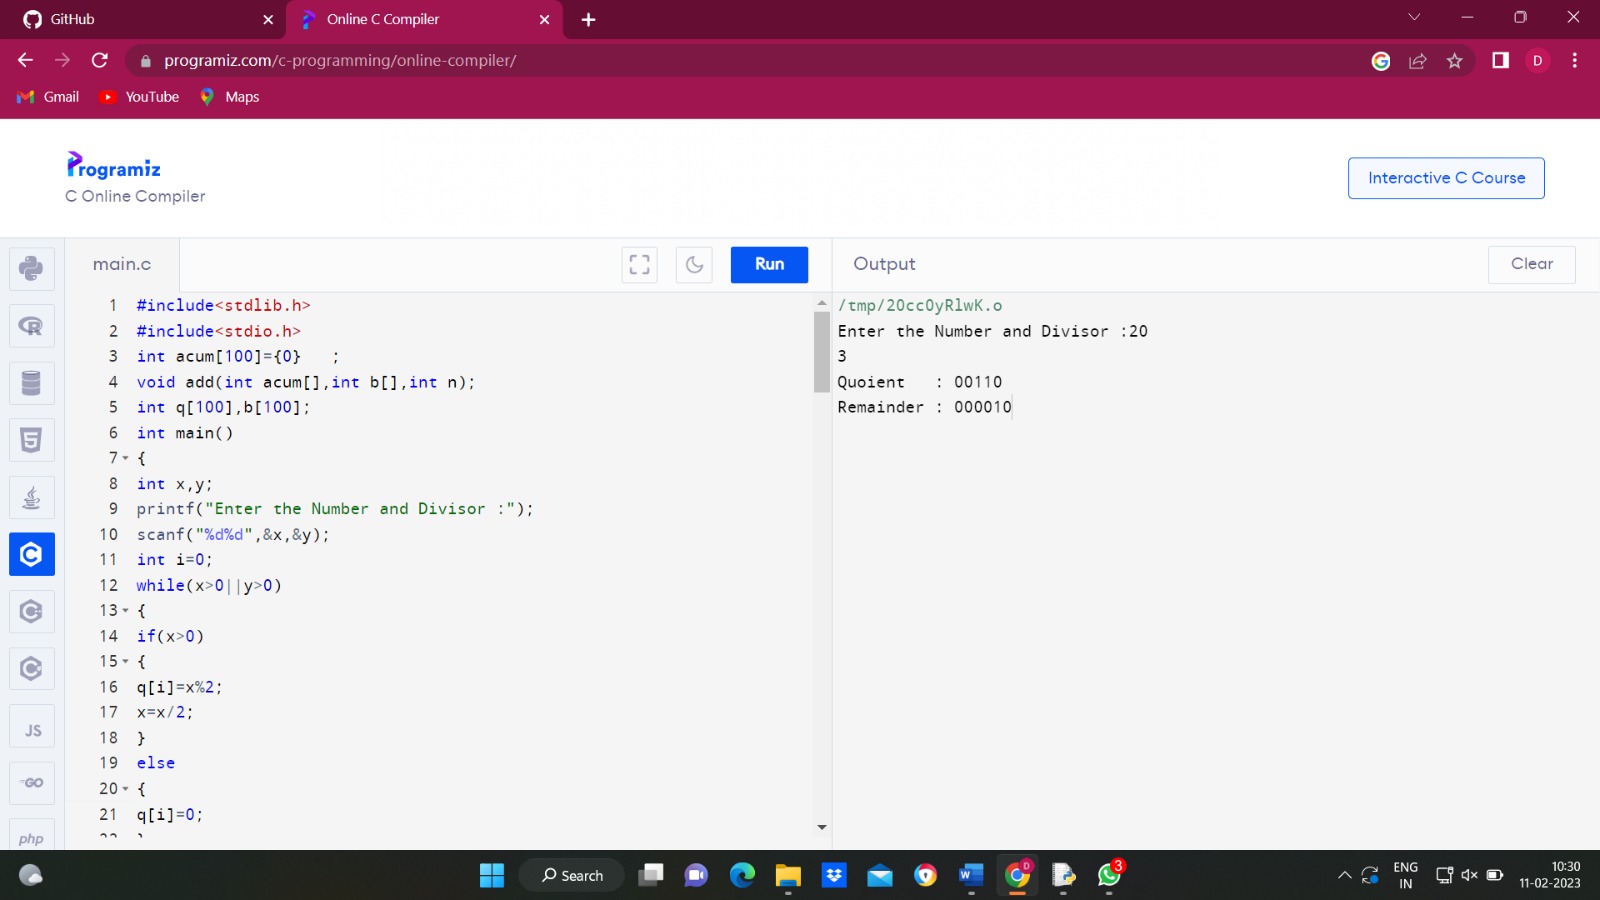 GitHub
Online C Compiler
programiz.com/c-programming/online-compiler/
D
Gmail
YouTube
Maps
Programiz
C Online Compiler
Interactive C Course
main.c
Run
Output
Clear
1 #include<stdlib.h>
2 #include<stdio.h>
3 int acum[100]={0}   ;
4 void add(int acum[],int b[],int n);
5 int q[100],b[100];
6 int main()
7 {
8 int x,y;
9 printf("Enter the Number and Divisor :");
10 scanf("%d%d",&x,&y);
11 int i=0;
12 while(x>0||y>0)
13 {
14 if(x>0)
15 {
16 q[i]=x%2;
17 x=x/2;
18 }
19 else
20 {
21 q[i]=0;
/tmp/20ccOyRlwK.o
Enter the Number and Divisor :20
3
Quoient   : 00110
Remainder : 000010
JS
GO
php
Search
W
D
3
ENG
IN
10:30
11-02-2023